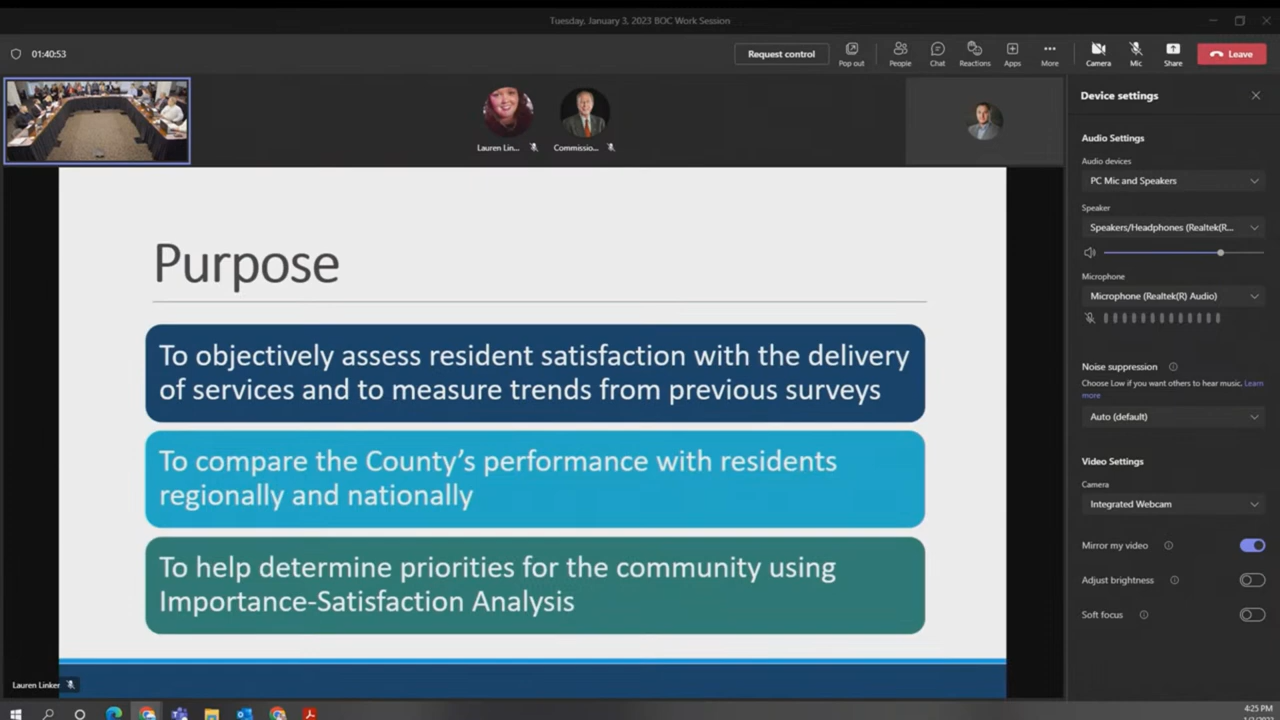 Tuesday, January 3, 2023 BOC Work Session
01:40:53
Request control
Pop out
People
Chat
Reactions
Apps
More
Camera
Mic
Share
Leave
Lauren Lin...
Commissio...
Purpose
To objectively assess resident satisfaction with the delivery
of services and to measure trends from previous surveys
To compare the County's performance with residents
regionally and nationally
To help determine priorities for the community using
Importance-Satisfaction Analysis
Lauren Linker
Device settings
Audio Settings
Audio devices
PC Mic and Speakers
Speaker
Speakers/Headphones (Realtek(R...
Microphone
Microphone (Realtek(R) Audio)
Noise suppression
Choose Low if you want others to hear music. Learn
more
Auto (default)
Video Settings
Camera
Integrated Webcam
Mirror my video
Adjust brightness
Soft focus
4:25 PM